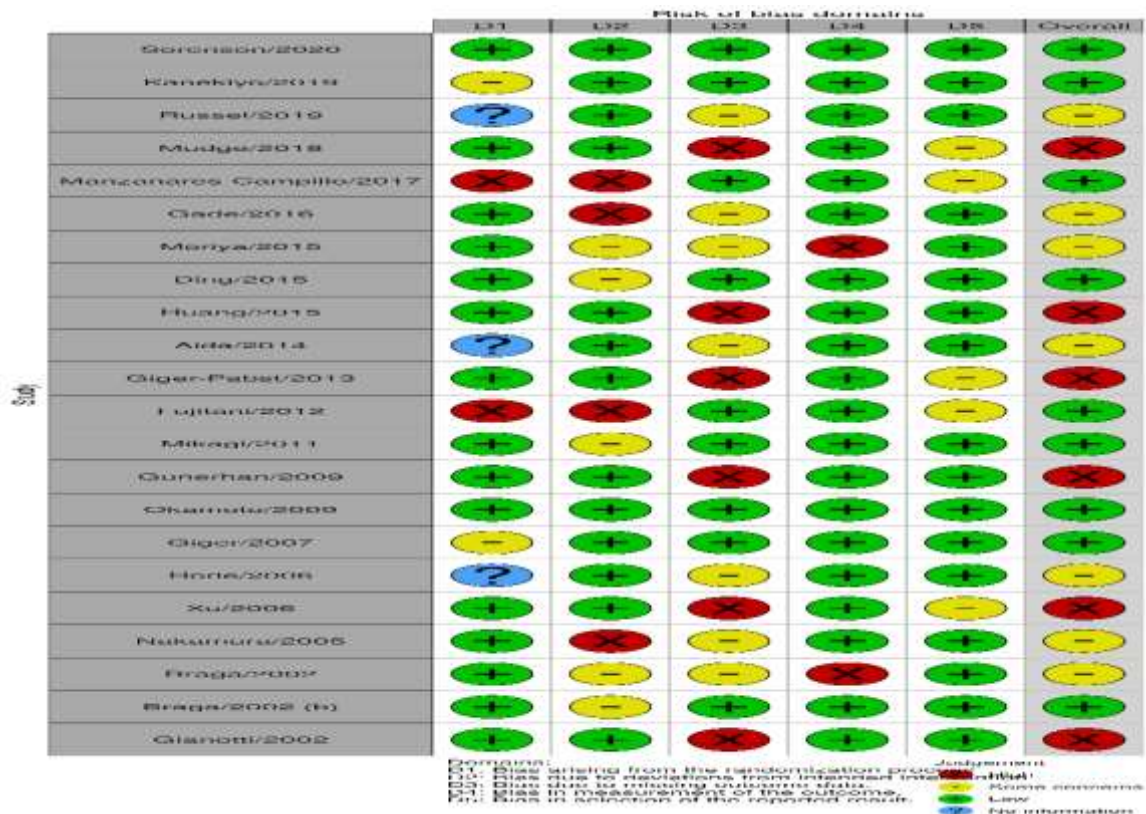 Risk of bias domains
D1 D2 D3 D4 D5 Overall
Study
Sorenson/2020 + + + + + +
Kanekiyo/2019 - + + + + +
Russel/2019 ? + - + + -
Mudge/2018 + + X + - X
Manzanares Campillo/2017 X X + + - +
Gade/2016 + X - + + -
Moriya/2015 + - - X + -
Ding/2015 + - + + + +
Huang/2015 + + X + + X
Aida/2014 ? + - + + -
Giger-Pabst/2013 + + X + - X
Fujitani/2012 X X + + - +
Mikagi/2011 + - + + + +
Gunerhan/2009 + + X + + X
Okamoto/2009 + + + + + +
Giger/2007 - + + + + +
Horie/2006 ? + - + + -
Xu/2006 + + X + - X
Nakamura/2005 + X - + + -
Braga/2002 + - - X + -
Braga/2002 (b) + - + + + +
Gianotti/2002 + + X + + X
Domains:
D1: Bias arising from the randomization process.
D2: Bias due to deviations from intended
D3: Bias due to missing outcome data.
D4: Bias in measurement of the outcome.
D5: Bias in selection of the reported result.
Judgement
X High
- Some concerns
+ Low
? No information